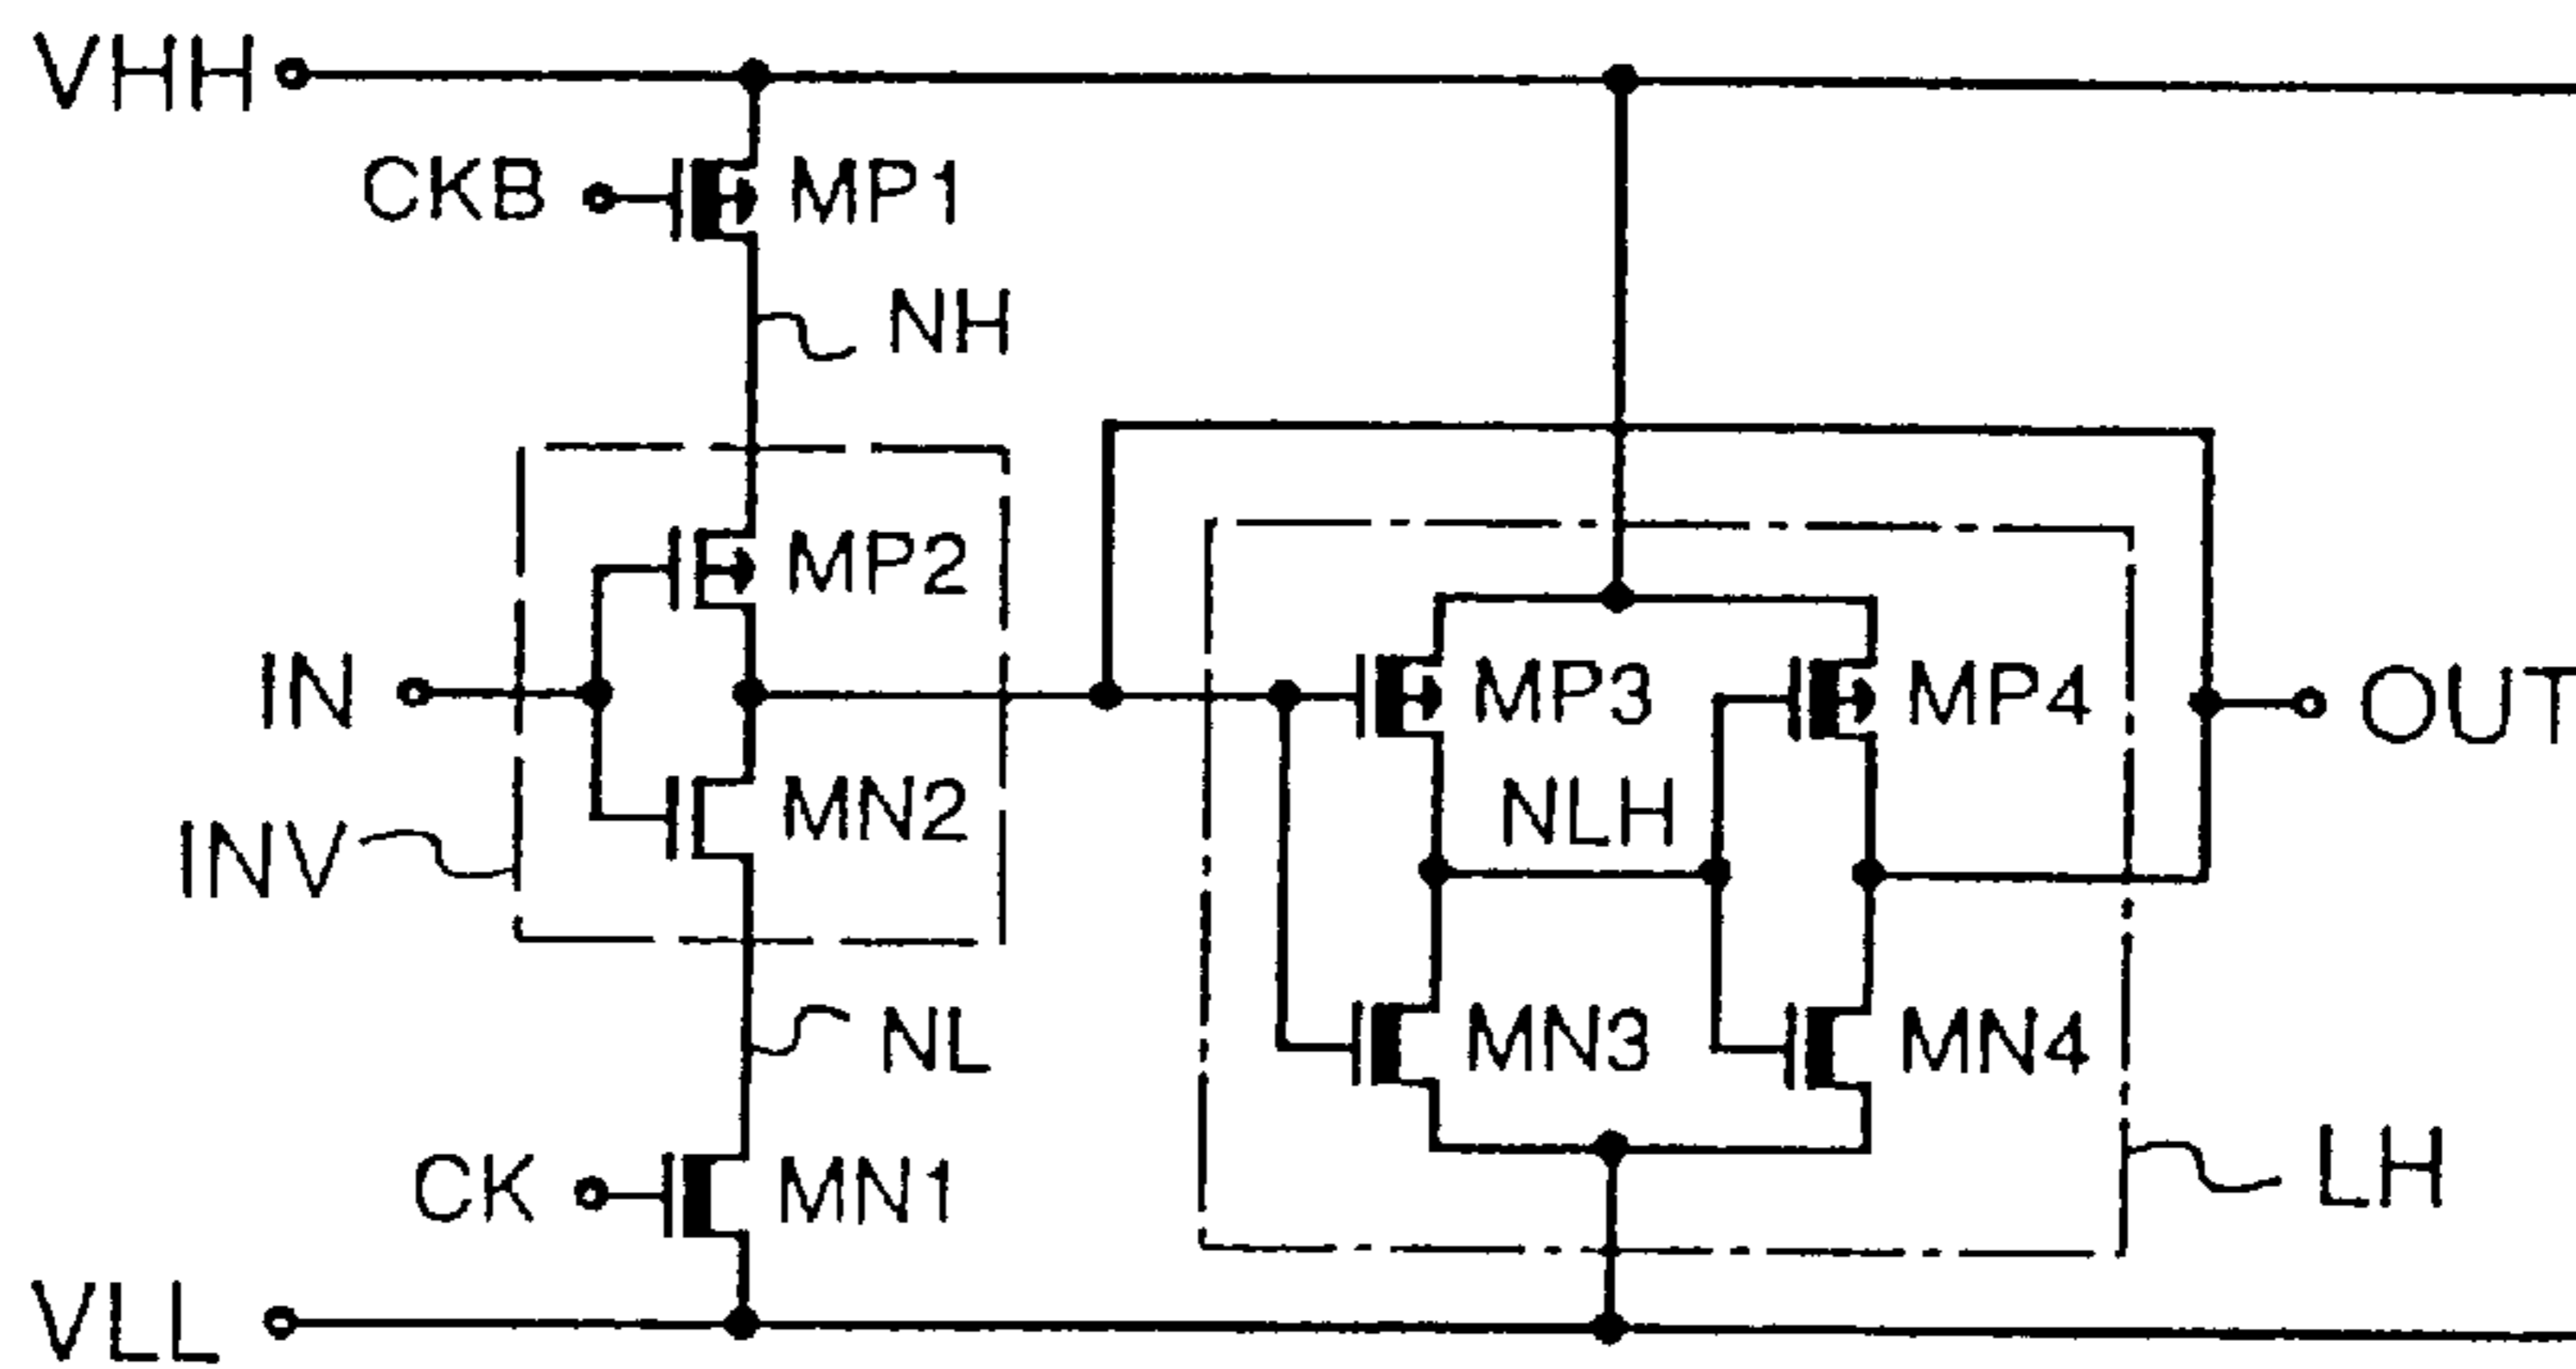 VHH
CKB
MP1
NH
MP2
IN
MP3
MP4
OUT
MN2
NLH
INV
NL
MN3
MN4
CK
MN1
LH
VLL